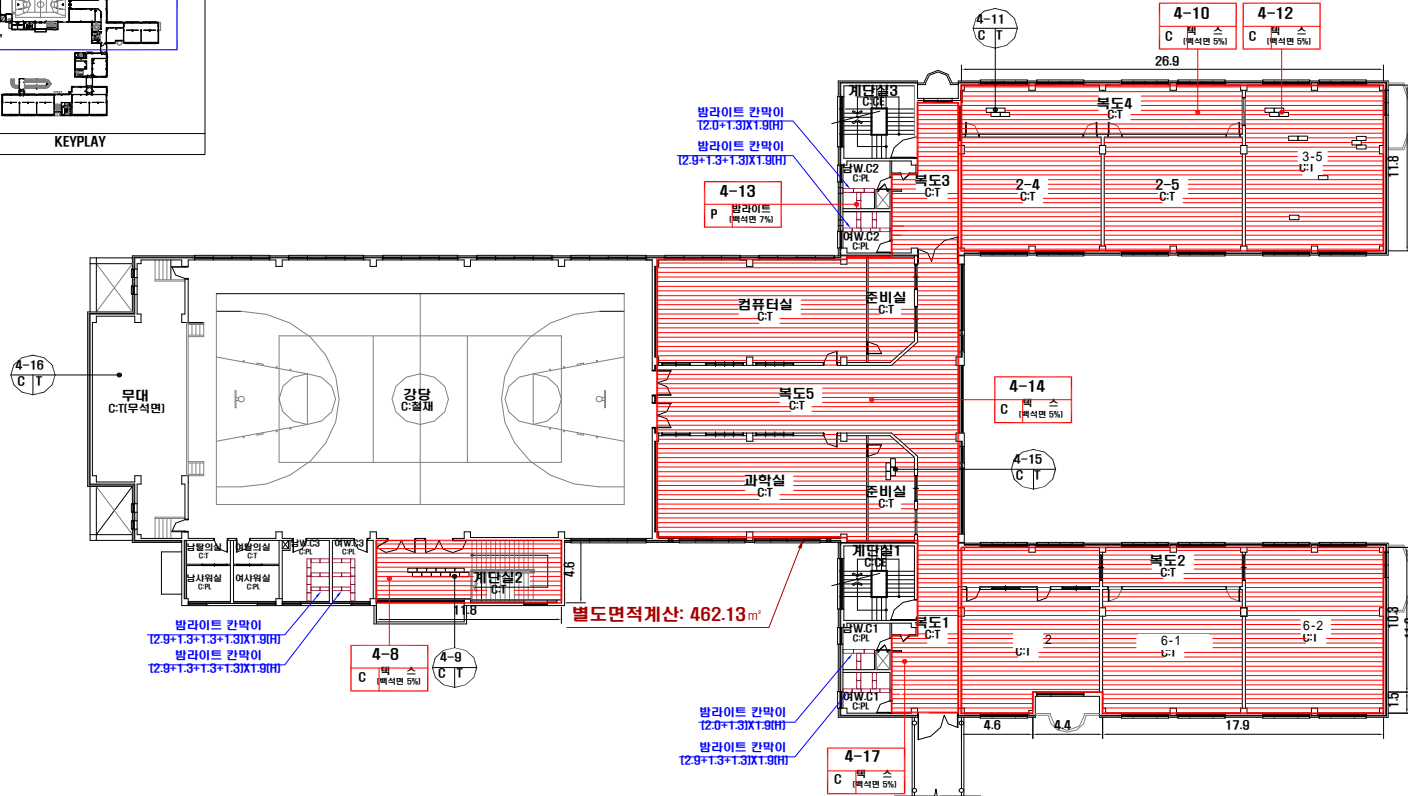 KEYPLAY
4-11
C T
4-10
C 텍 스
(백석면 5%)
4-12
C 텍 스
(백석면 5%)
26.9
계단실3
C:CE
복도4
C:T
밤라이트 칸막이
(2.0+1.3)X1.9(H)
밤라이트 칸막이
(2.9+1.3+1.3)X1.9(H)
남W.C2
C:PL
복도3
C:T
2-4
C:T
2-5
C:T
3-5
C:T
11.8
4-13
P 밤라이트
(백석면 7%)
여W.C2
C:PL
컴퓨터실
C:T
준비실
C:T
4-16
C T
무대
C:T(무석면)
강당
C:철재
복도5
C:T
4-14
C 텍 스
(백석면 5%)
4-15
C T
과학실
C:T
준비실
C:T
남탈의실
C:T
여탈의실
C:T
남W.C3
C:PL
여W.C3
C:PL
남샤워실
C:PL
여샤워실
C:PL
계단실2
C:T
4.6
11.8
별도면적계산: 462.13㎡
계단실1
C:CE
복도2
C:T
밤라이트 칸막이
(2.9+1.3+1.3+1.3)X1.9(H)
밤라이트 칸막이
(2.9+1.3+1.3+1.3)X1.9(H)
4-8
C 텍 스
(백석면 5%)
4-9
C T
남W.C1
C:PL
복도1
C:T
2
C:T
6-1
C:T
6-2
C:T
10.3
1.5
여W.C1
C:PL
밤라이트 칸막이
(2.0+1.3)X1.9(H)
밤라이트 칸막이
(2.9+1.3+1.3)X1.9(H)
4.6
4.4
17.9
4-17
C 텍 스
(백석면 5%)